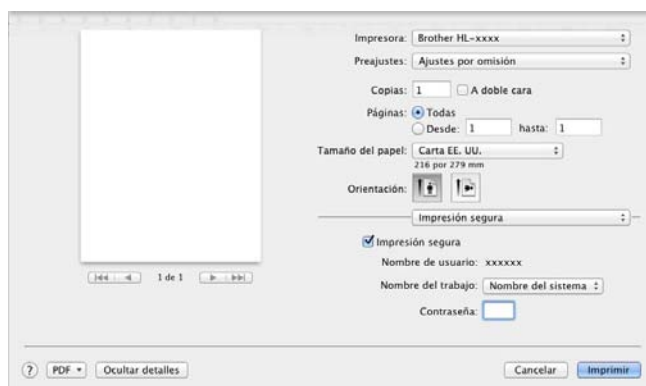 Impresora: Brother HL-xxxx
Preajustes: Ajustes por omisión
Copias: 1 A doble cara
Páginas: Todas
Desde: 1 hasta: 1
Tamaño del papel: Carta EE. UU.
216 por 279 mm
Orientación:
Impresión segura
Impresión segura
Nombre de usuario: xxxxxx
1 de 1
Nombre del trabajo: Nombre del sistema
Contraseña:
? PDF Ocultar detalles Cancelar Imprimir